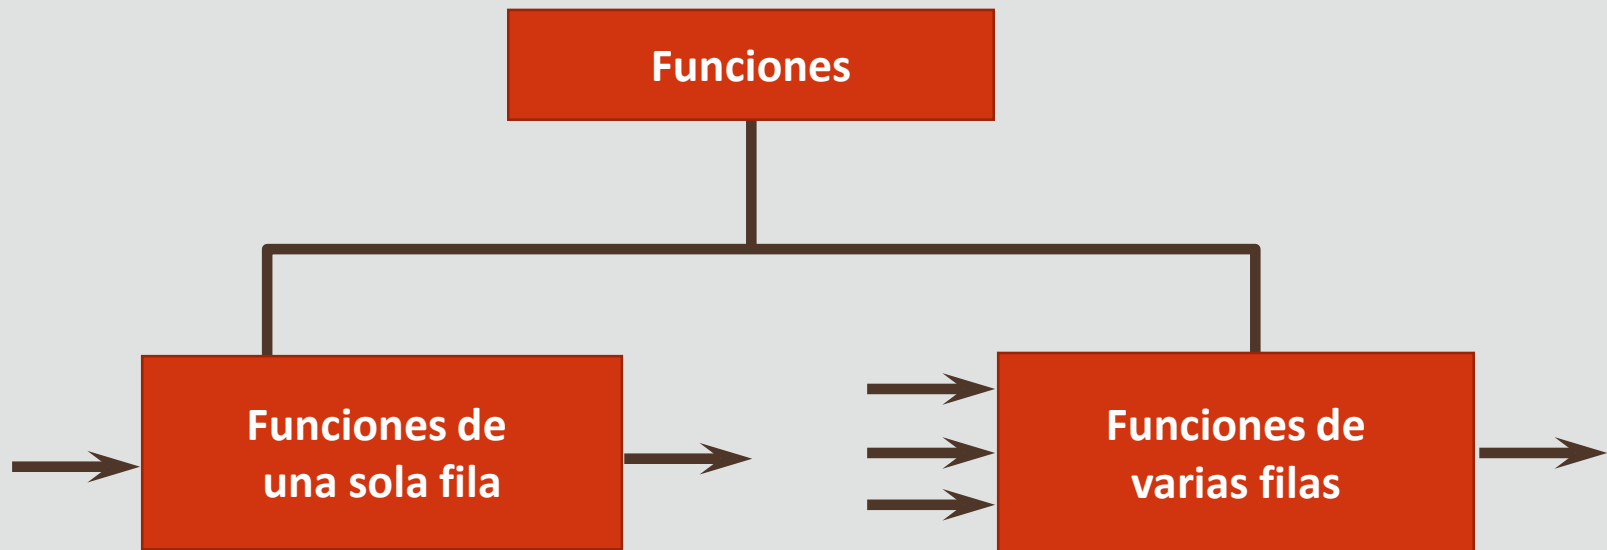 Funciones
Funciones de
una sola fila
Funciones de
varias filas